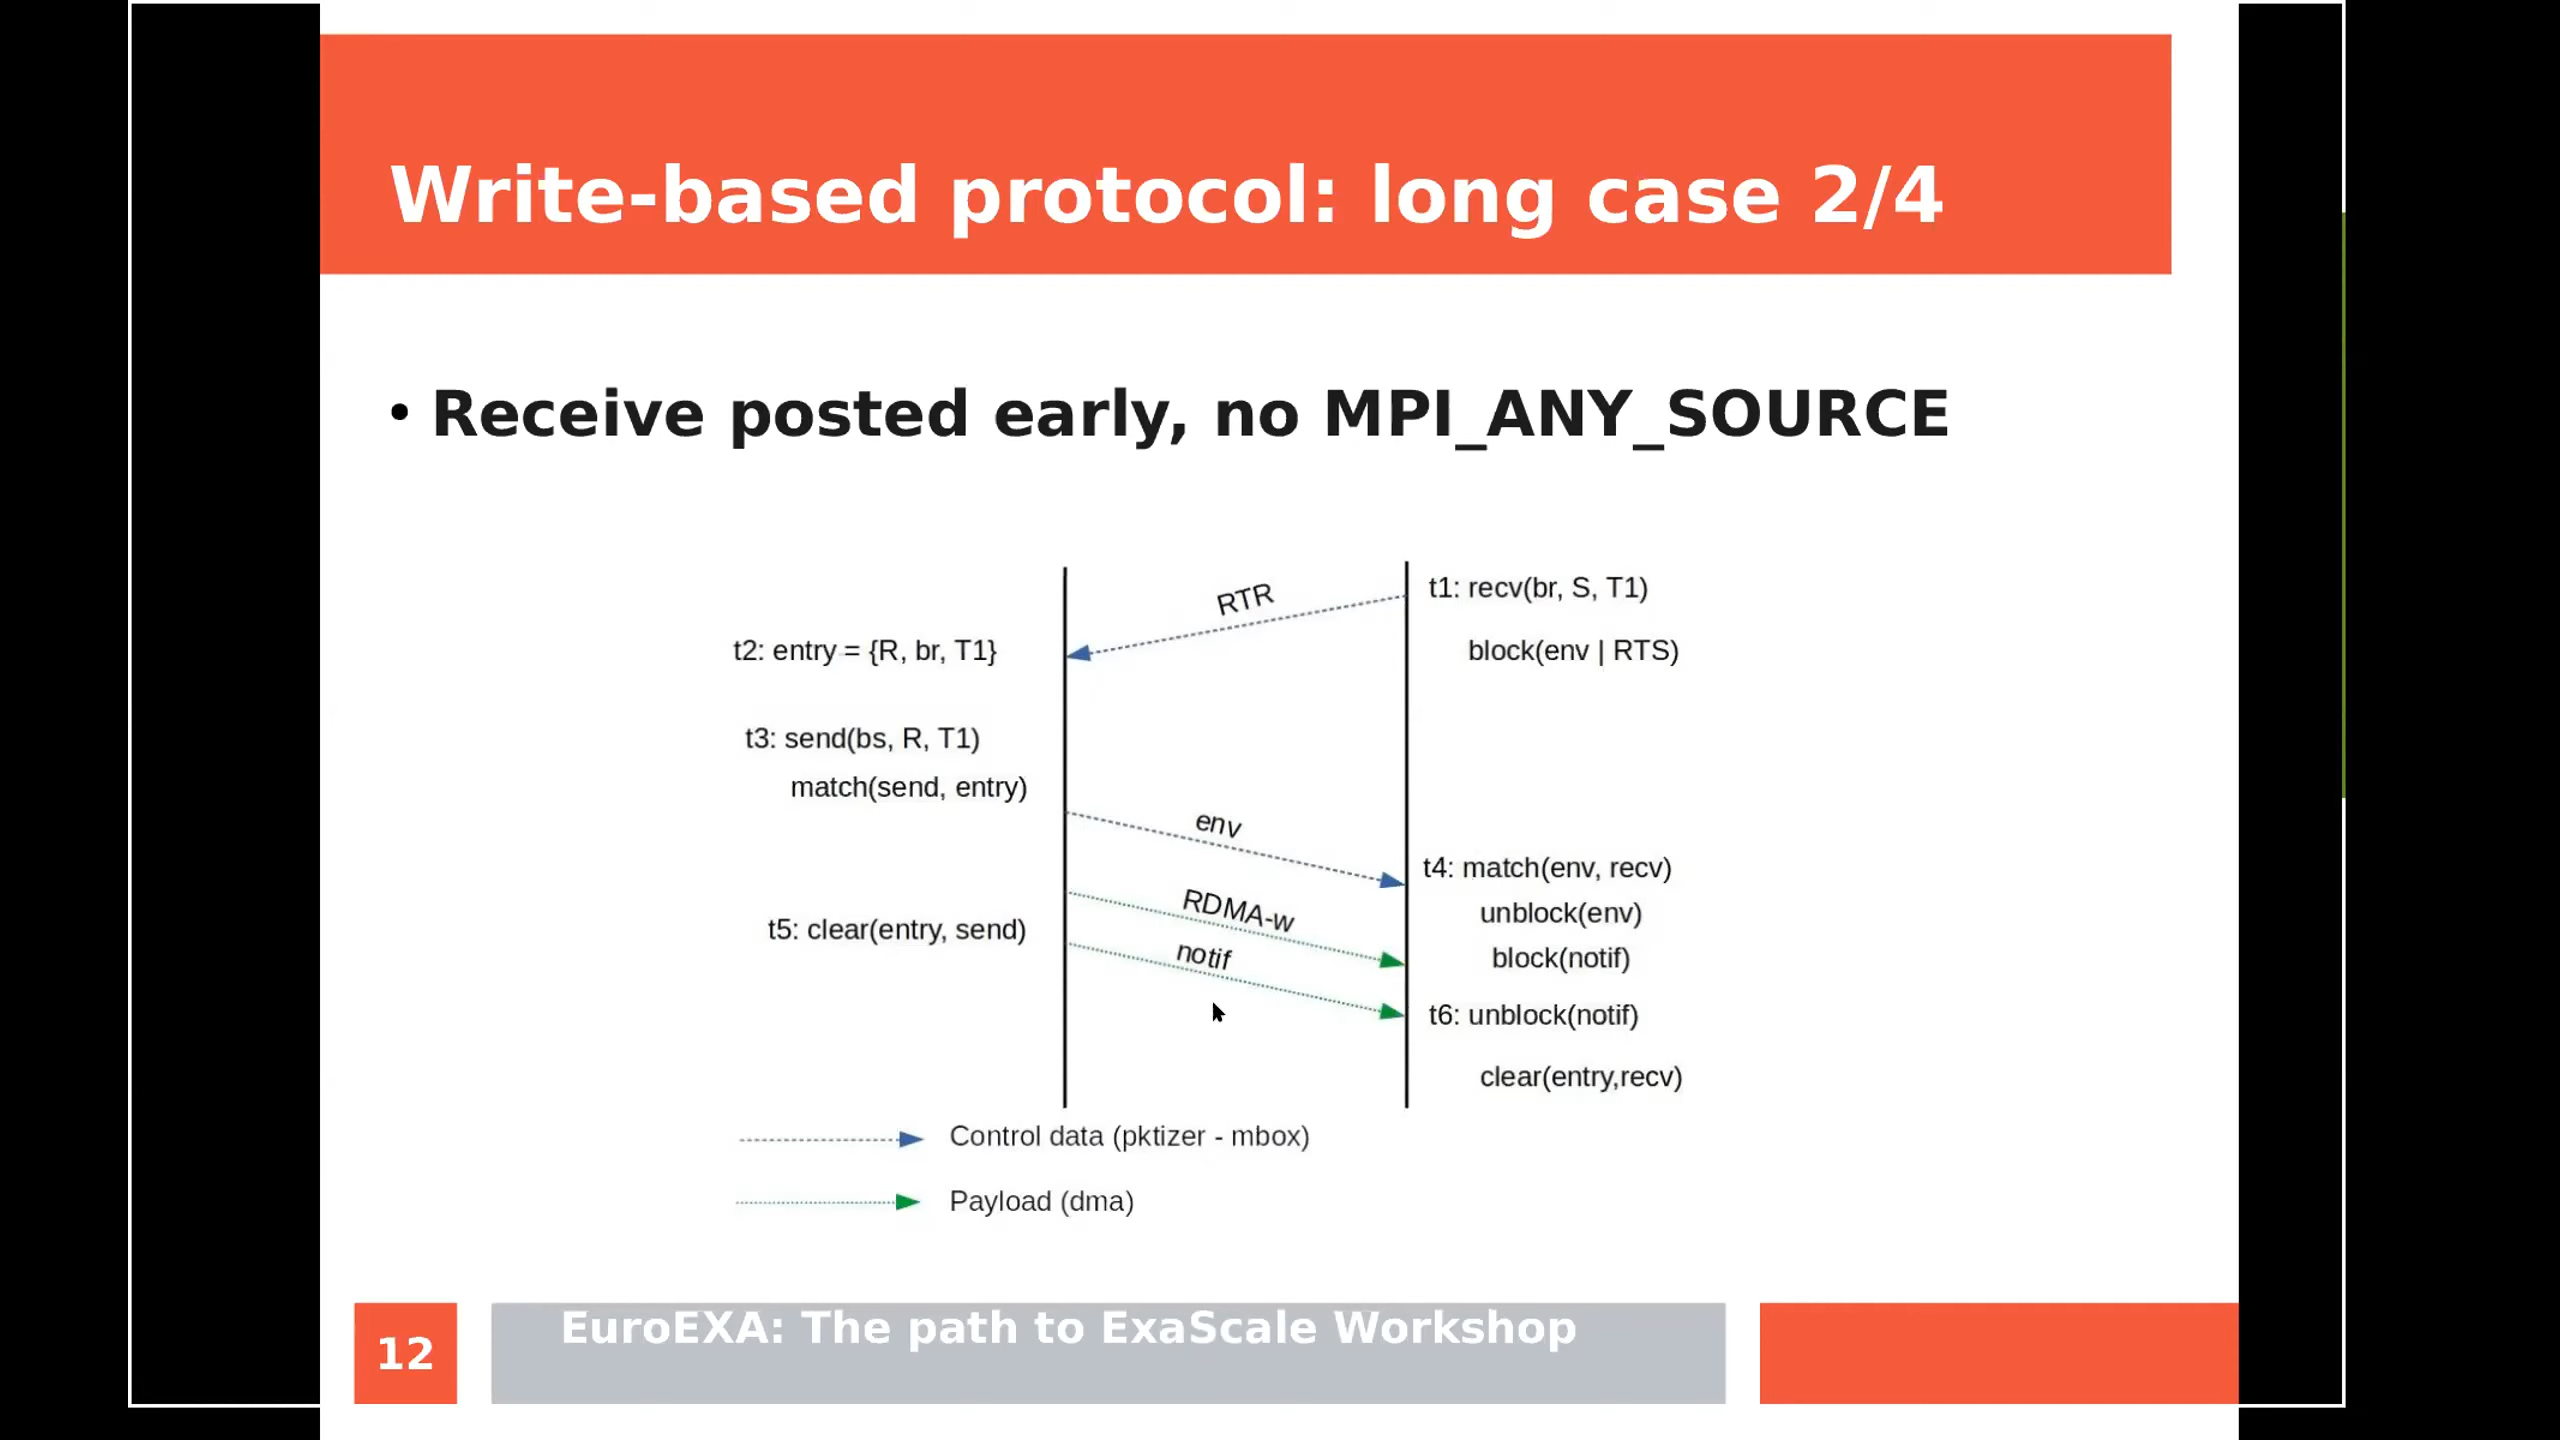 Write-based protocol: long case 2/4
• Receive posted early, no MPI_ANY_SOURCE
RTR
t1: recv(br, S, T1)
t2: entry = {R, br, T1}
block(env | RTS)
t3: send(bs, R, T1)
match(send, entry)
env
t4: match(env, recv)
RDMA-w
unblock(env)
t5: clear(entry, send)
notif
block(notif)
t6: unblock(notif)
clear(entry,recv)
Control data (pktizer - mbox)
Payload (dma)
EuroEXA: The path to ExaScale Workshop
12